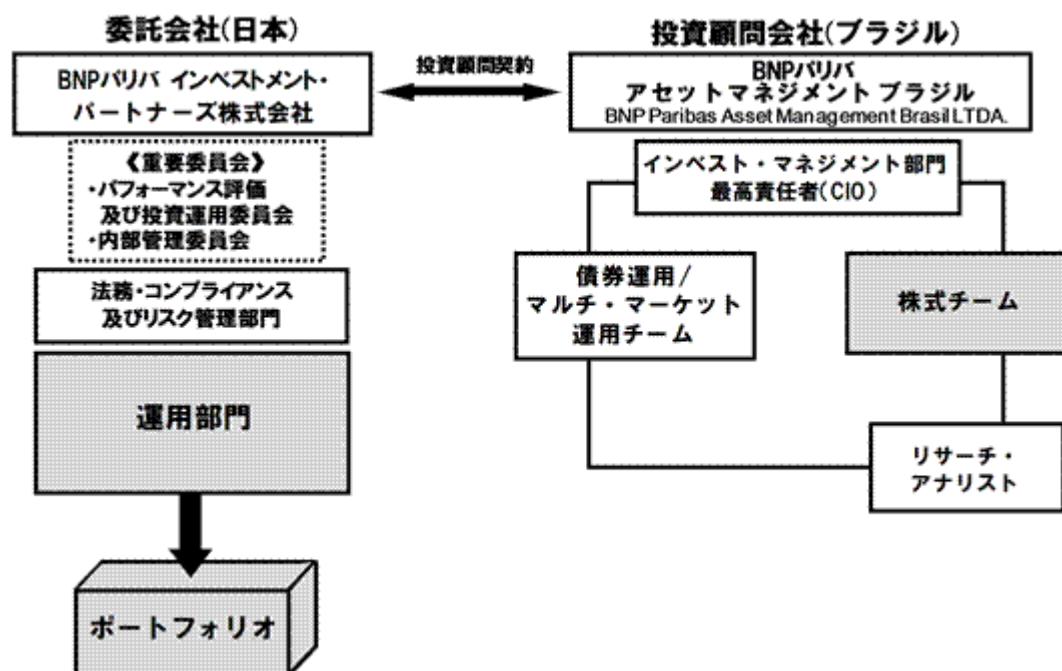 委託会社(日本)
BNPパリバ インベストメント・
パートナーズ株式会社
《重要委員会》
・パフォーマンス評価
及び投資運用委員会
・内部管理委員会
法務・コンプライアンス
及びリスク管理部門
運用部門
ポートフォリオ
投資顧問契約
投資顧問会社(ブラジル)
BNPパリバ
アセットマネジメント ブラジル
BNP Paribas Asset Management Brasil LTDA.
インベスト・マネジメント部門
最高責任者(CIO)
債券運用/
マルチ・マーケット
運用チーム
株式チーム
リサーチ・
アナリスト